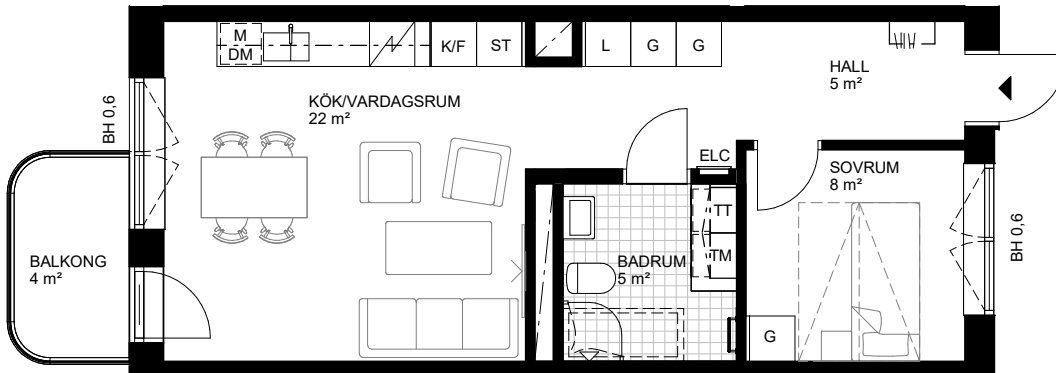 M
DM
K/F
ST
L
G
G
HALL
5 m²
KÖK/VARDAGSRUM
22 m²
BH 0,6
ELC
SOVRUM
8 m²
TT
TM
BADRUM
5 m²
BALKONG
4 m²
BH 0,6
G